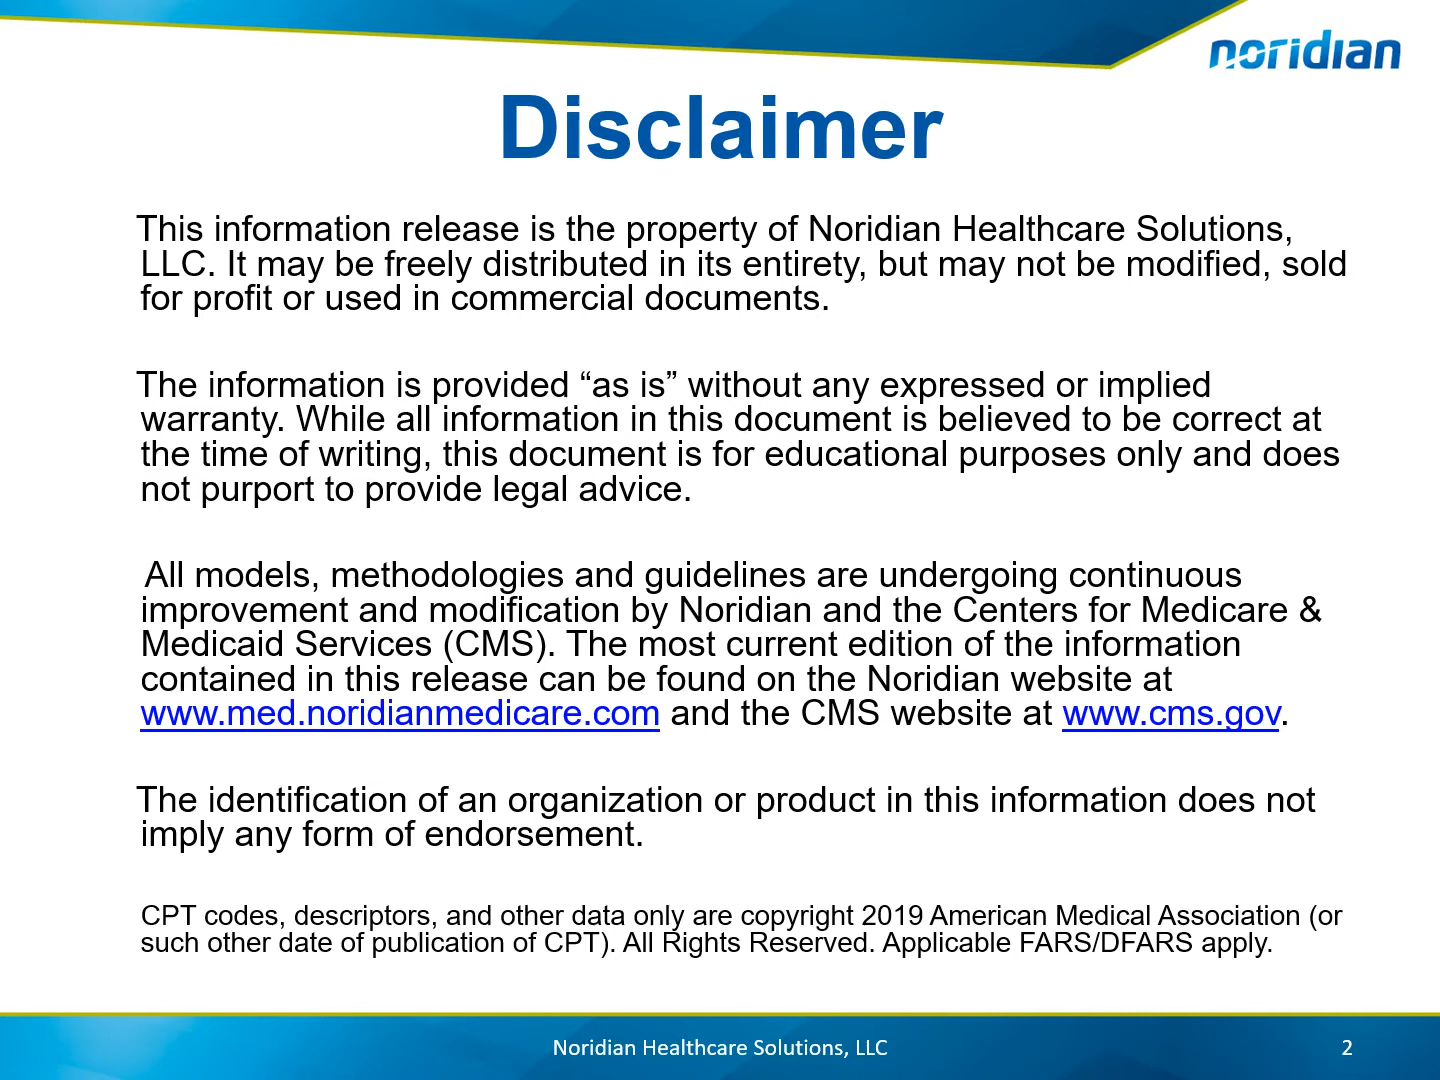 noridian
Disclaimer
This information release is the property of Noridian Healthcare Solutions,
LLC. It may be freely distributed in its entirety, but may not be modified, sold
for profit or used in commercial documents.
The information is provided “as is” without any expressed or implied
warranty. While all information in this document is believed to be correct at
the time of writing, this document is for educational purposes only and does
not purport to provide legal advice.
All models, methodologies and guidelines are undergoing continuous
improvement and modification by Noridian and the Centers for Medicare &
Medicaid Services (CMS). The most current edition of the information
contained in this release can be found on the Noridian website at
www.med.noridianmedicare.com and the CMS website at www.cms.gov.
The identification of an organization or product in this information does not
imply any form of endorsement.
CPT codes, descriptors, and other data only are copyright 2019 American Medical Association (or
such other date of publication of CPT). All Rights Reserved. Applicable FARS/DFARS apply.
Noridian Healthcare Solutions, LLC
2